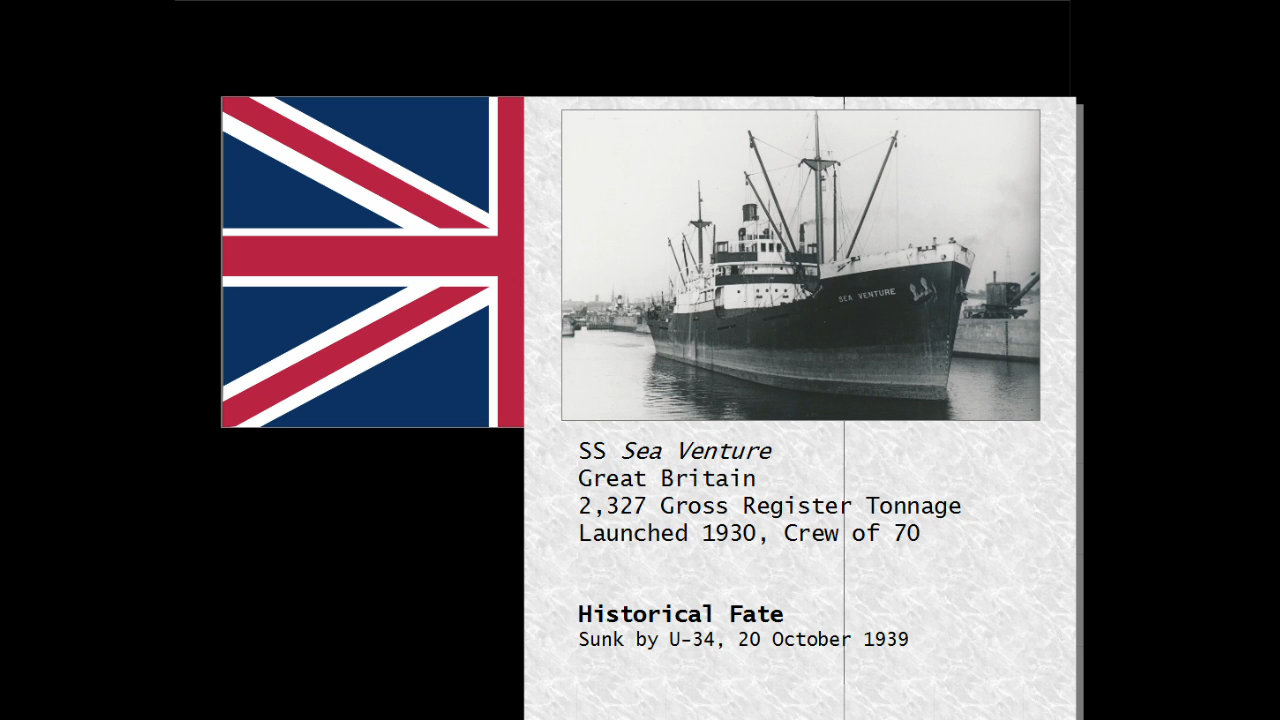 SEA VENTURE
SS Sea Venture
Great Britain
2,327 Gross Register Tonnage
Launched 1930, Crew of 70
Historical Fate
Sunk by U-34, 20 October 1939